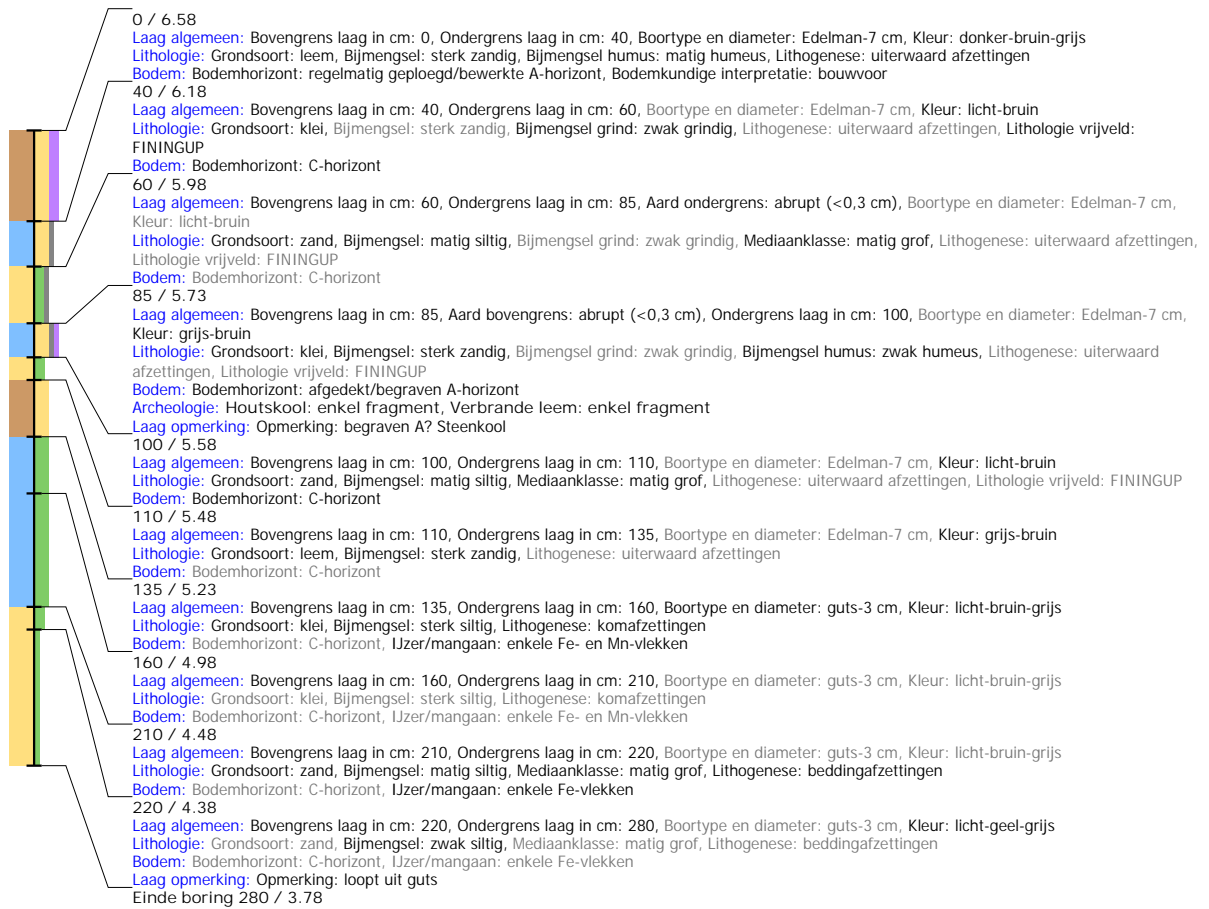 0 / 6.58
Laag algemeen: Bovengrens laag in cm: 0, Ondergrens laag in cm: 40, Boortype en diameter: Edelman-7 cm, Kleur: donker-bruin-grijs
Lithologie: Grondsoort: leem, Bijmengsel: sterk zandig, Bijmengsel humus: matig humeus, Lithogenese: uiterwaard afzettingen
Bodem: Bodemhorizont: regelmatig geploegd/bewerkte A-horizont, Bodemkundige interpretatie: bouwvoor
40 / 6.18
Laag algemeen: Bovengrens laag in cm: 40, Ondergrens laag in cm: 60, Boortype en diameter: Edelman-7 cm, Kleur: licht-bruin
Lithologie: Grondsoort: klei, Bijmengsel: sterk zandig, Bijmengsel grind: zwak grindig, Lithogenese: uiterwaard afzettingen, Lithologie vrijveld:
FININGUP
Bodem: Bodemhorizont: C-horizont
60 / 5.98
Laag algemeen: Bovengrens laag in cm: 60, Ondergrens laag in cm: 85, Aard ondergrens: abrupt (<0,3 cm), Boortype en diameter: Edelman-7 cm,
Kleur: licht-bruin
Lithologie: Grondsoort: zand, Bijmengsel: matig siltig, Bijmengsel grind: zwak grindig, Mediaanklasse: matig grof, Lithogenese: uiterwaard afzettingen,
Lithologie vrijveld: FININGUP
Bodem: Bodemhorizont: C-horizont
85 / 5.73
Laag algemeen: Bovengrens laag in cm: 85, Aard bovengrens: abrupt (<0,3 cm), Ondergrens laag in cm: 100, Boortype en diameter: Edelman-7 cm,
Kleur: grijs-bruin
Lithologie: Grondsoort: klei, Bijmengsel: sterk zandig, Bijmengsel grind: zwak grindig, Bijmengsel humus: zwak humeus, Lithogenese: uiterwaard
afzettingen, Lithologie vrijveld: FININGUP
Bodem: Bodemhorizont: afgedekt/begraven A-horizont
Archeologie: Houtskool: enkel fragment, Verbrande leem: enkel fragment
Laag opmerking: Opmerking: begraven A? Steenkool
100 / 5.58
Laag algemeen: Bovengrens laag in cm: 100, Ondergrens laag in cm: 110, Boortype en diameter: Edelman-7 cm, Kleur: licht-bruin
Lithologie: Grondsoort: zand, Bijmengsel: matig siltig, Mediaanklasse: matig grof, Lithogenese: uiterwaard afzettingen, Lithologie vrijveld: FININGUP
Bodem: Bodemhorizont: C-horizont
110 / 5.48
Laag algemeen: Bovengrens laag in cm: 110, Ondergrens laag in cm: 135, Boortype en diameter: Edelman-7 cm, Kleur: grijs-bruin
Lithologie: Grondsoort: leem, Bijmengsel: sterk zandig, Lithogenese: uiterwaard afzettingen
Bodem: Bodemhorizont: C-horizont
135 / 5.23
Laag algemeen: Bovengrens laag in cm: 135, Ondergrens laag in cm: 160, Boortype en diameter: guts-3 cm, Kleur: licht-bruin-grijs
Lithologie: Grondsoort: klei, Bijmengsel: sterk siltig, Lithogenese: komafzettingen
Bodem: Bodemhorizont: C-horizont, IJzer/mangaan: enkele Fe- en Mn-vlekken
160 / 4.98
Laag algemeen: Bovengrens laag in cm: 160, Ondergrens laag in cm: 210, Boortype en diameter: guts-3 cm, Kleur: licht-bruin-grijs
Lithologie: Grondsoort: klei, Bijmengsel: sterk siltig, Lithogenese: komafzettingen
Bodem: Bodemhorizont: C-horizont, IJzer/mangaan: enkele Fe- en Mn-vlekken
210 / 4.48
Laag algemeen: Bovengrens laag in cm: 210, Ondergrens laag in cm: 220, Boortype en diameter: guts-3 cm, Kleur: licht-bruin-grijs
Lithologie: Grondsoort: zand, Bijmengsel: matig siltig, Mediaanklasse: matig grof, Lithogenese: beddingafzettingen
Bodem: Bodemhorizont: C-horizont, IJzer/mangaan: enkele Fe-vlekken
220 / 4.38
Laag algemeen: Bovengrens laag in cm: 220, Ondergrens laag in cm: 280, Boortype en diameter: guts-3 cm, Kleur: licht-geel-grijs
Lithologie: Grondsoort: zand, Bijmengsel: zwak siltig, Mediaanklasse: matig grof, Lithogenese: beddingafzettingen
Bodem: Bodemhorizont: C-horizont, IJzer/mangaan: enkele Fe-vlekken
Laag opmerking: Opmerking: loopt uit guts
Einde boring 280 / 3.78